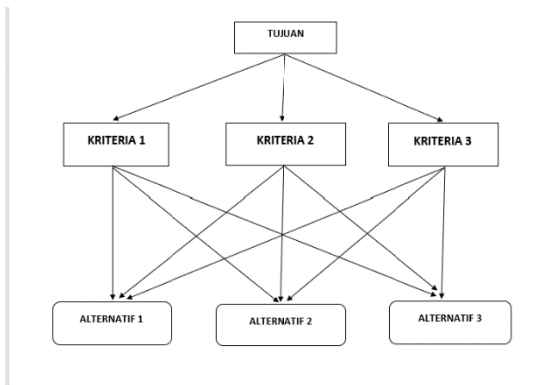 TUJUAN
KRITERIA 1
KRITERIA 2
KRITERIA 3
ALTERNATIF 1
ALTERNATIF 2
ALTERNATIF 3